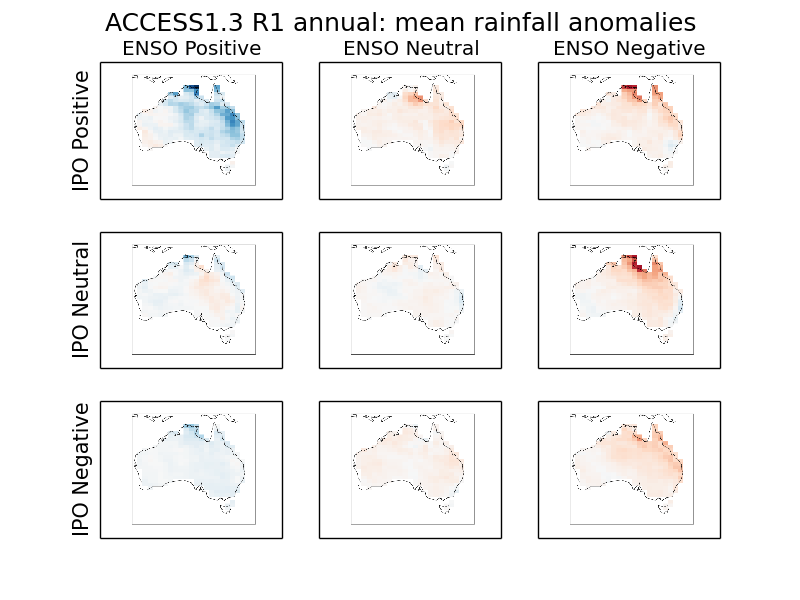 ACCESS1.3 R1 annual: mean rainfall anomalies
ENSO Positive
ENSO Neutral
ENSO Negative
IPO Positive
IPO Neutral
IPO Negative